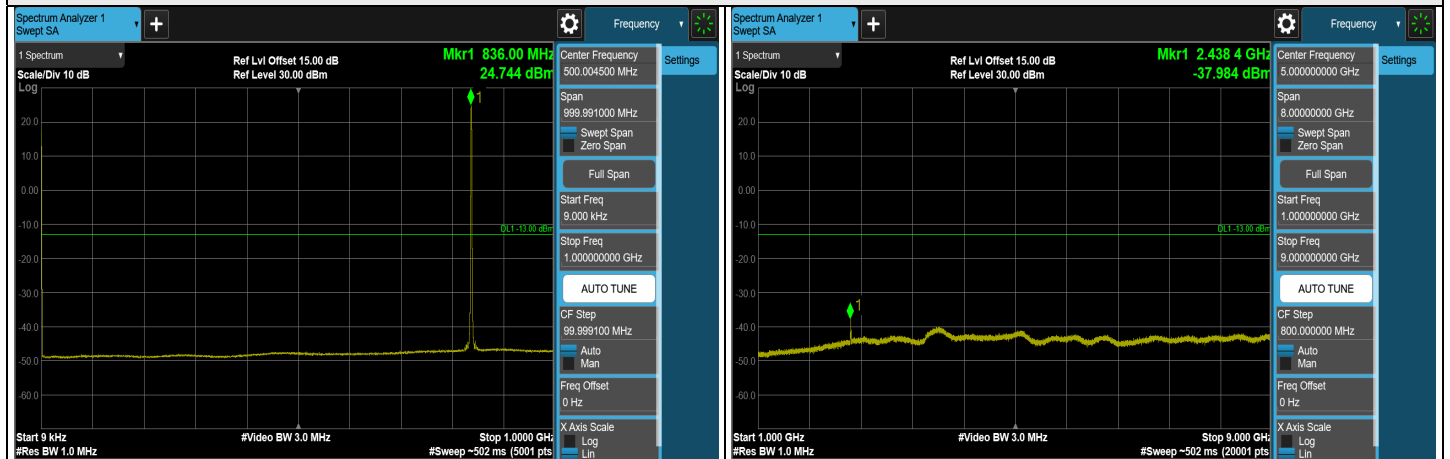 Spectrum Analyzer 1
Swept SA
+
Frequency
1 Spectrum
Scale/Div 10 dB
Log
Ref Lvl Offset 15.00 dB
Ref Level 30.00 dBm
Mkr1 836.00 MHz
24.744 dBm
1
20.0
10.0
0.00
-10.0
-20.0
-30.0
-40.0
-50.0
-60.0
DL1 -13.00 dBm
Start 9 kHz
#Res BW 1.0 MHz
#Video BW 3.0 MHz
Stop 1.0000 GHz
#Sweep ~502 ms (5001 pts
Center Frequency
500.004500 MHz
Span
999.991000 MHz
Swept Span
Zero Span
Full Span
Start Freq
9.000 kHz
Stop Freq
1.000000000 GHz
AUTO TUNE
CF Step
99.999100 MHz
Auto
Man
Freq Offset
0 Hz
X Axis Scale
Log
Lin
Settings
Spectrum Analyzer 1
Swept SA
+
Frequency
1 Spectrum
Scale/Div 10 dB
Log
Ref Lvl Offset 15.00 dB
Ref Level 30.00 dBm
Mkr1 2.438 4 GHz
-37.984 dBm
1
20.0
10.0
0.00
-10.0
-20.0
-30.0
-40.0
-50.0
-60.0
DL1 -13.00 dBm
Start 1.000 GHz
#Res BW 1.0 MHz
#Video BW 3.0 MHz
Stop 9.000 GHz
#Sweep ~502 ms (20001 pts
Center Frequency
5.000000000 GHz
Span
8.00000000 GHz
Swept Span
Zero Span
Full Span
Start Freq
1.000000000 GHz
Stop Freq
9.000000000 GHz
AUTO TUNE
CF Step
800.000000 MHz
Auto
Man
Freq Offset
0 Hz
X Axis Scale
Log
Lin
Settings